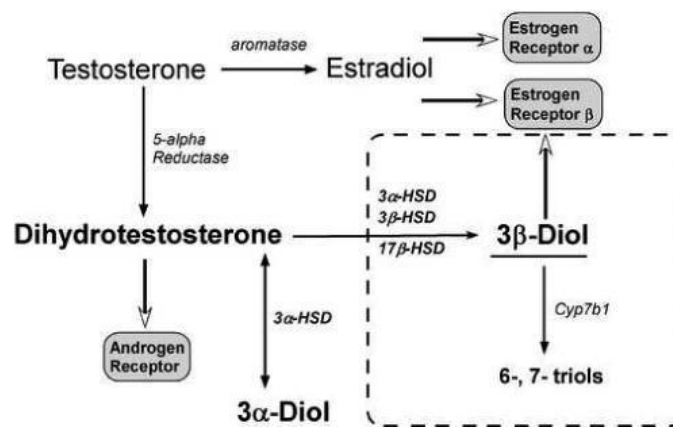 aromatase
Testosterone
Estradiol
Estrogen
Receptor α
Estrogen
Receptor β
5-alpha
Reductase
3α-HSD
3β-HSD
17β-HSD
Dihydrotestosterone
3β-Diol
3α-HSD
Cyp7b1
Androgen
Receptor
6-, 7- triols
3α-Diol